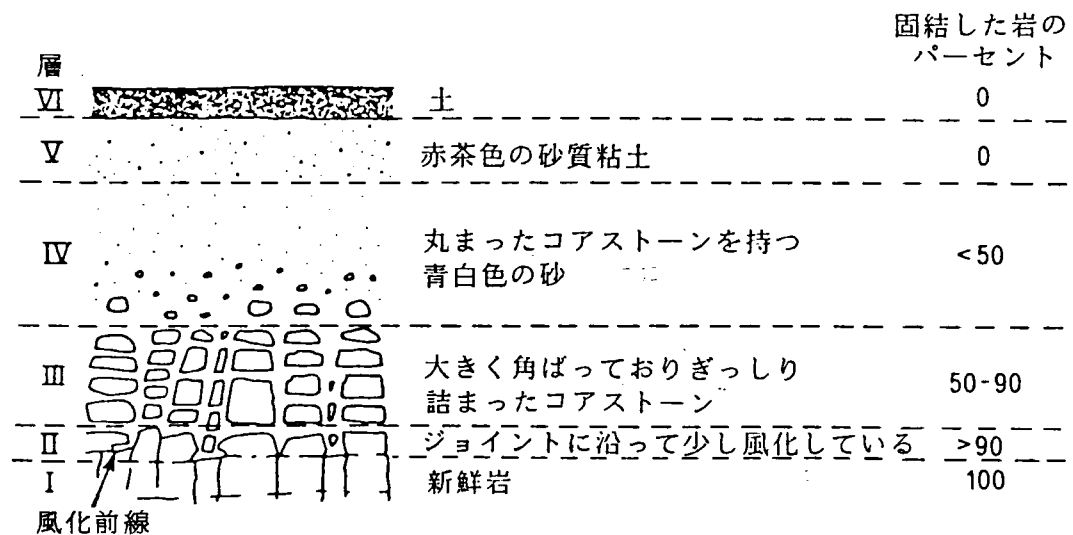 固結した岩の
パーセント
層
VI 土 0
V 赤茶色の砂質粘土 0
IV 丸まったコアストーンを持つ
青白色の砂 <50
III 大きく角ばっておりぎっしり
詰まったコアストーン 50-90
II ジョイントに沿って少し風化している >90
I 新鮮岩 100
風化前線